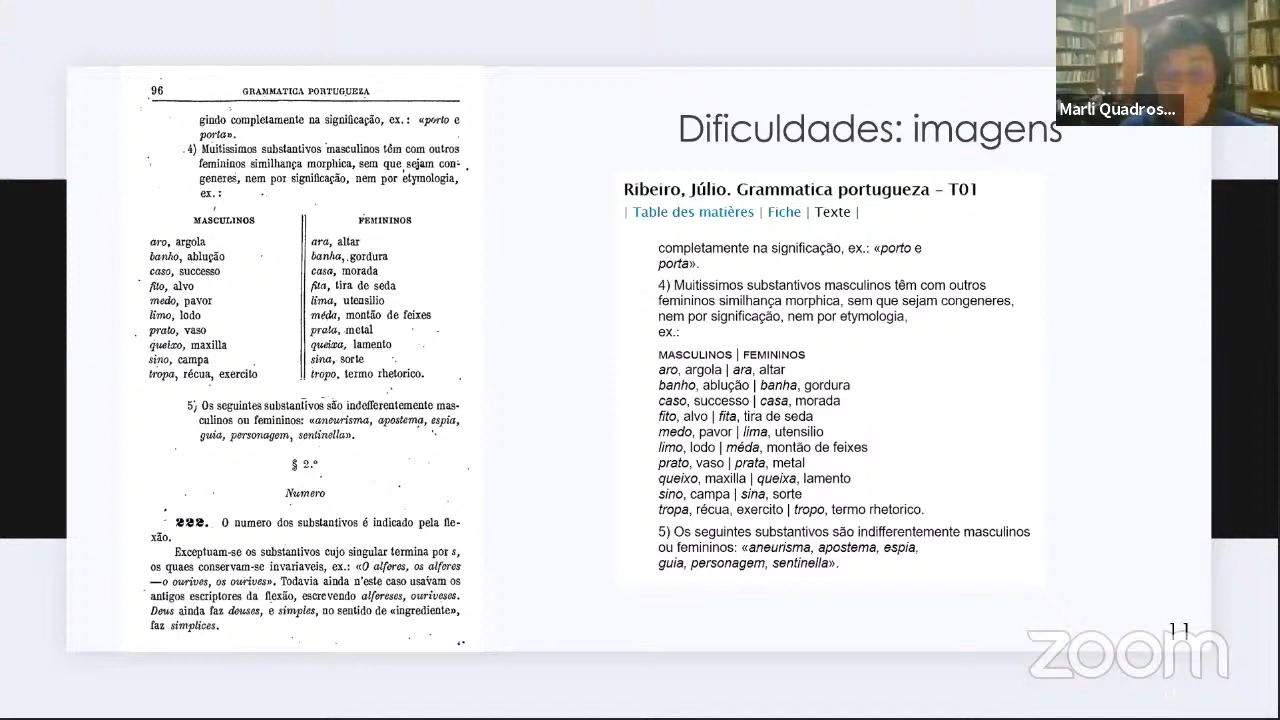 96 GRAMMATICA PORTUGUEZA
gindo completamente na significação, ex.: «porto e
porta».
4) Muitissimos substantivos masculinos têm com outros
femininos similhança morphica, sem que sejam con-
generes, nem por significação, nem por etymologia,
ex.:
MASCULINOS FEMININOS
aro, argola ara, altar
banho, ablução banha, gordura
caso, successo casa, morada
fito, alvo fita, tira de seda
medo, pavor lima, utensilio
limo, lodo méda, montão de feixes
prato, vaso prata, metal
queixo, maxilla queixa, lamento
sino, campa sina, sorte
tropa, récua, exercito tropo, termo rhetorico.
5) Os seguintes substantivos são indefferentemente mas-
culinos ou femininos: «aneurisma, apostema, espia,
guia, personagem, sentinella».
§ 2.º
Numero
222. O numero dos substantivos é indicado pela fle-
xão.
Exceptuam-se os substantivos cujo singular termina por s,
os quaes conservam-se invariaveis, ex.: «O alferes, os alferes
—o ourives, os ourives». Todavia ainda n'este caso usavam os
antigos escriptores da flexão, escrevendo alfereses, ouriveses.
Deus ainda faz deuses, e simples, no sentido de «ingrediente»,
faz simplices.
Dificuldades: imagens
Ribeiro, Júlio. Grammatica portugueza – T01
| Table des matières | Fiche | Texte |
completamente na significação, ex.: «porto e
porta».
4) Muitissimos substantivos masculinos têm com outros
femininos similhança morphica, sem que sejam congeneres,
nem por significação, nem por etymologia,
ex.:
MASCULINOS | FEMININOS
aro, argola | ara, altar
banho, ablução | banha, gordura
caso, successo | casa, morada
fito, alvo | fita, tira de seda
medo, pavor | lima, utensilio
limo, lodo | méda, montão de feixes
prato, vaso | prata, metal
queixo, maxilla | queixa, lamento
sino, campa | sina, sorte
tropa, récua, exercito | tropo, termo rhetorico.
5) Os seguintes substantivos são indifferentemente masculinos
ou femininos: «aneurisma, apostema, espia,
guia, personagem, sentinella».
Marli Quadros...
11
zoom